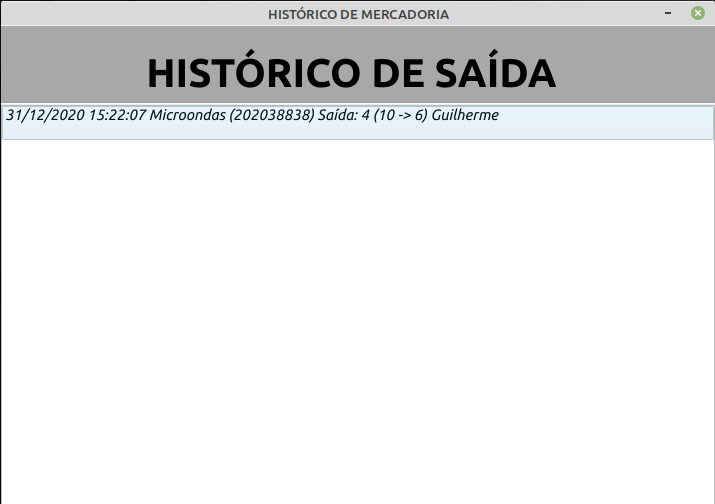 HISTÓRICO DE MERCADORIA
HISTÓRICO DE SAÍDA
31/12/2020 15:22:07 Microondas (202038838) Saída: 4 (10 -> 6) Guilherme